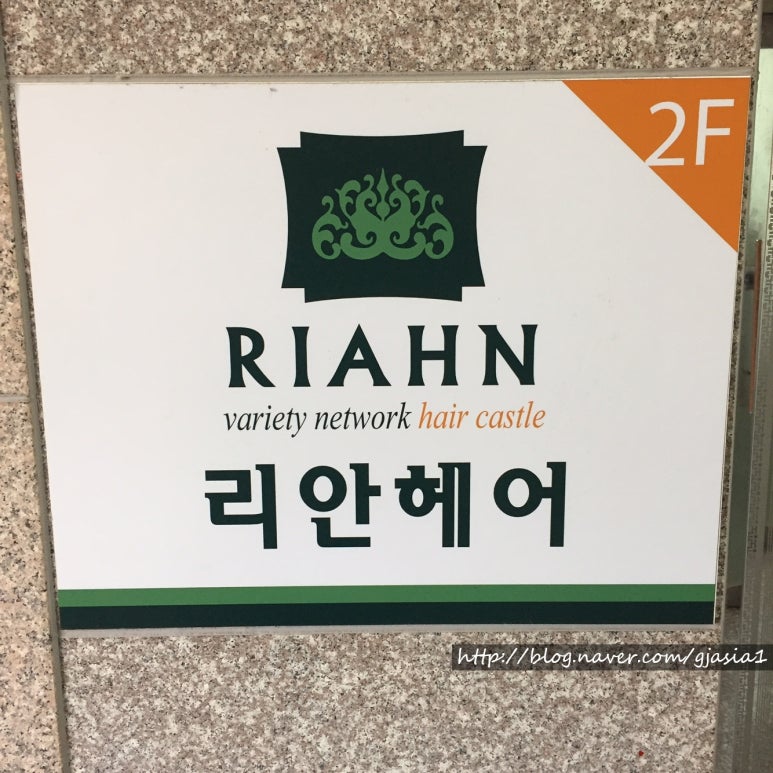 2F
RIAHN
variety network hair castle
리안헤어
http://blog.naver.com/gjasia1